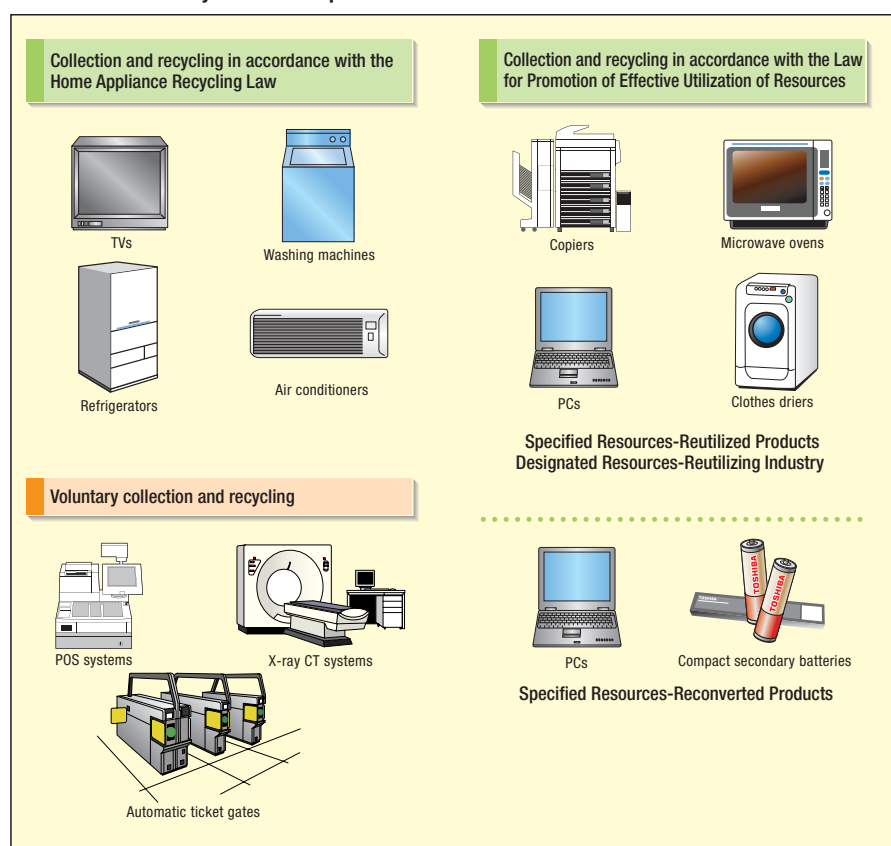 Collection and recycling in accordance with the
Home Appliance Recycling Law
TVs
Washing machines
Refrigerators
Air conditioners
Voluntary collection and recycling
POS systems
X-ray CT systems
Automatic ticket gates
Collection and recycling in accordance with the Law
for Promotion of Effective Utilization of Resources
Copiers
Microwave ovens
PCs
Clothes driers
Specified Resources-Reutilized Products
Designated Resources-Reutilizing Industry
PCs
TOSHIBA
TOSHIBA
TOSHIBA
Compact secondary batteries
Specified Resources-Reconverted Products